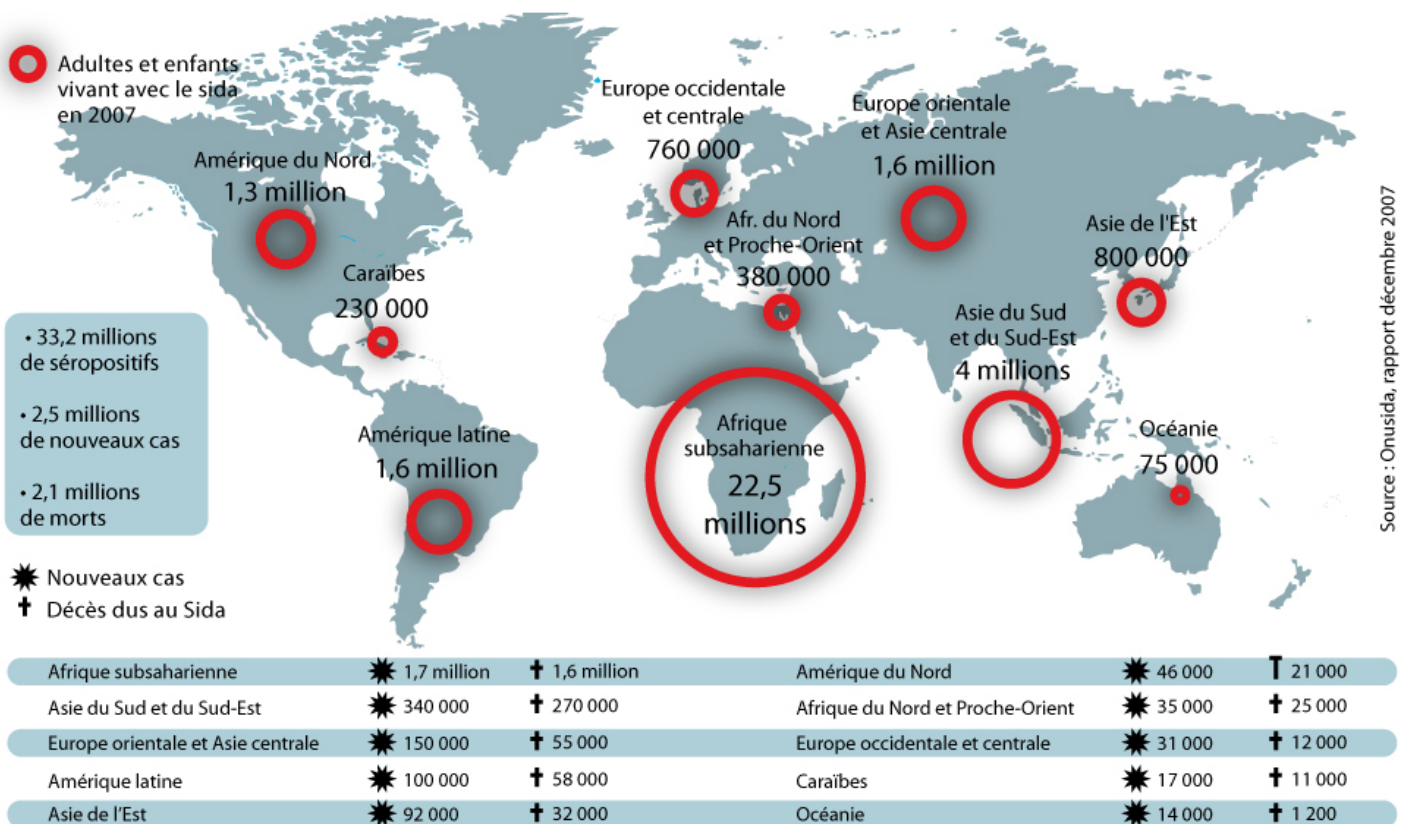 Adultes et enfants
vivant avec le sida
en 2007
Amérique du Nord
1,3 million
Caraïbes
230 000
Amérique latine
1,6 million
Europe occidentale
et centrale
760 000
Europe orientale
et Asie centrale
1,6 million
Afr. du Nord
et Proche-Orient
380 000
Asie de l'Est
800 000
Asie du Sud
et du Sud-Est
4 millions
Afrique
subsaharienne
22,5
millions
Océanie
75 000
Source : Onusida, rapport décembre 2007
• 33,2 millions
de séropositifs
• 2,5 millions
de nouveaux cas
• 2,1 millions
de morts
Nouveaux cas
Décès dus au Sida
Afrique subsaharienne 1,7 million 1,6 million Amérique du Nord 46 000 21 000
Asie du Sud et du Sud-Est 340 000 270 000 Afrique du Nord et Proche-Orient 35 000 25 000
Europe orientale et Asie centrale 150 000 55 000 Europe occidentale et centrale 31 000 12 000
Amérique latine 100 000 58 000 Caraïbes 17 000 11 000
Asie de l'Est 92 000 32 000 Océanie 14 000 1 200